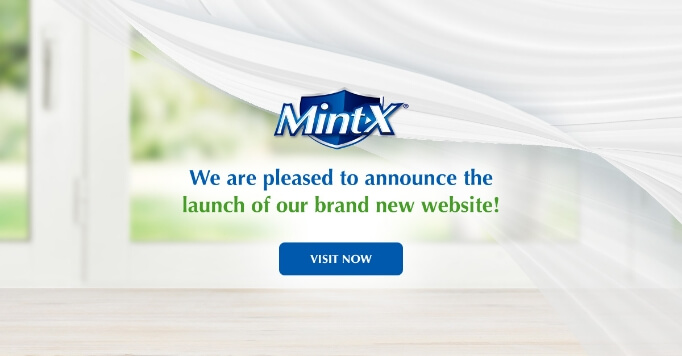 Mint-X®
We are pleased to announce the
launch of our brand new website!
VISIT NOW